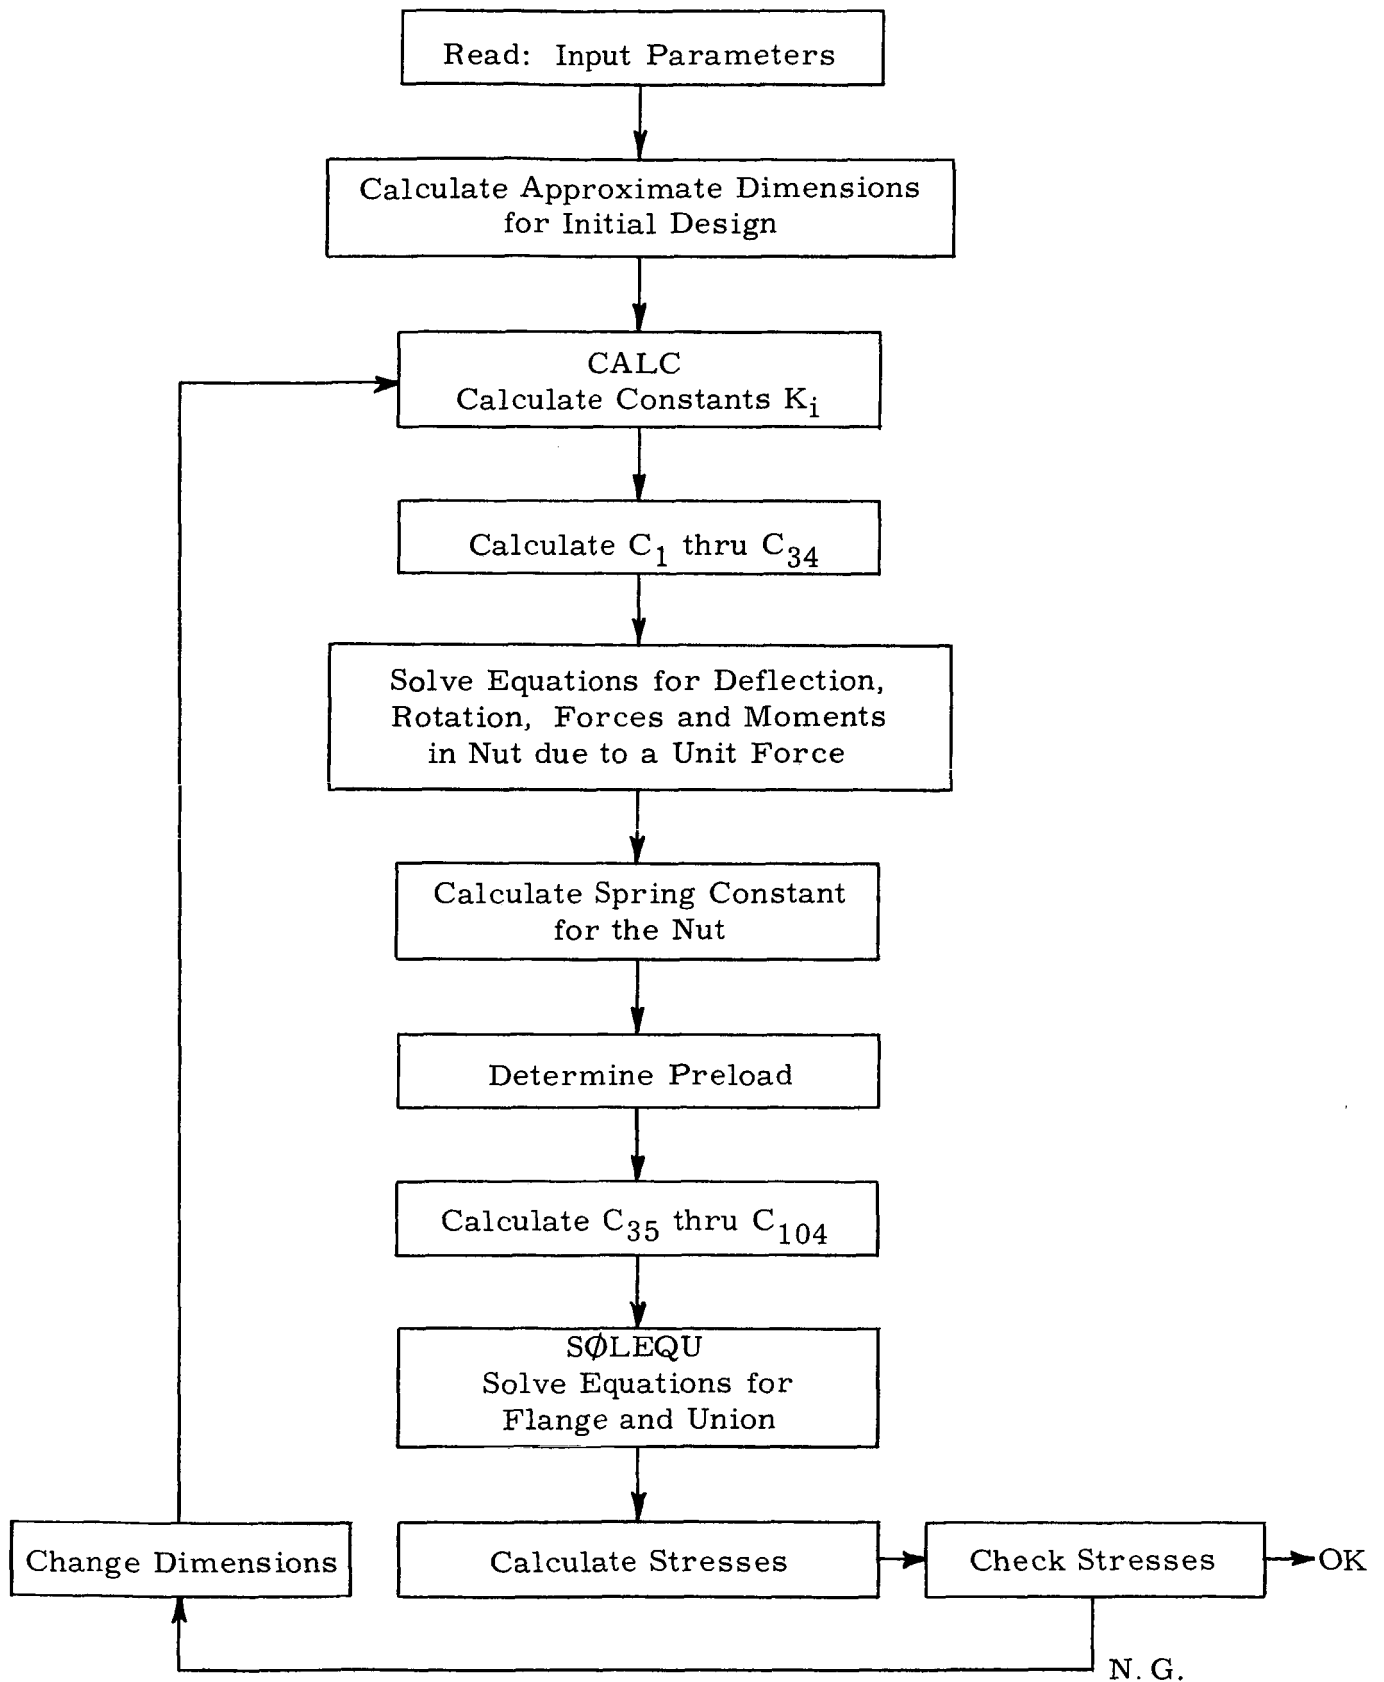 Read: Input Parameters
Calculate Approximate Dimensions
for Initial Design
CALC
Calculate Constants Kᵢ
Calculate C₁ thru C₃₄
Solve Equations for Deflection,
Rotation, Forces and Moments
in Nut due to a Unit Force
Calculate Spring Constant
for the Nut
Determine Preload
Calculate C₃₅ thru C₁₀₄
SØLEQU
Solve Equations for
Flange and Union
Change Dimensions
Calculate Stresses
Check Stresses
OK
N. G.